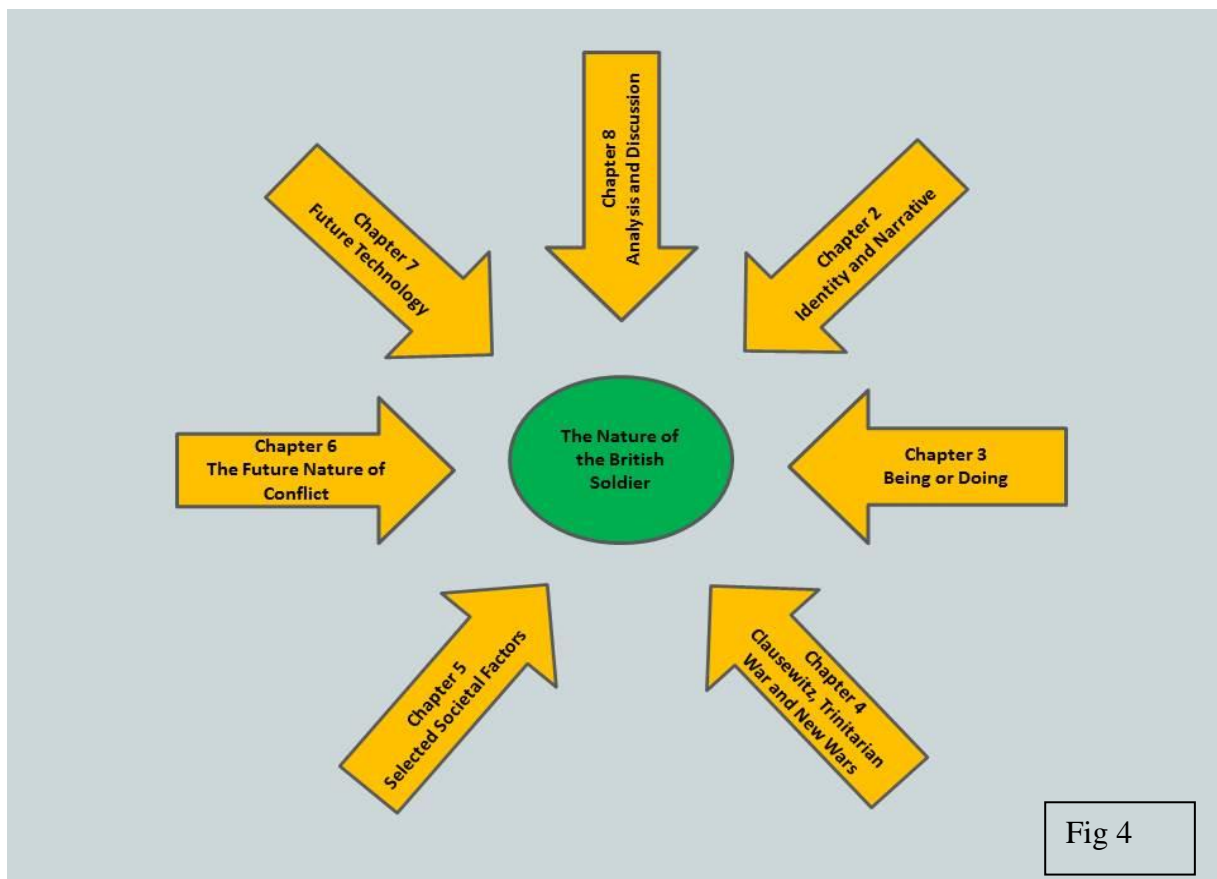 Chapter 8
Analysis and Discussion
Chapter 7
Future Technology
Chapter 2
Identity and Narrative
Chapter 6
The Future Nature of
Conflict
The Nature of
the British
Soldier
Chapter 3
Being or Doing
Chapter 5
Selected Societal Factors
Chapter 4
Clausewitz, Trinitarian
War and New Wars
Fig 4